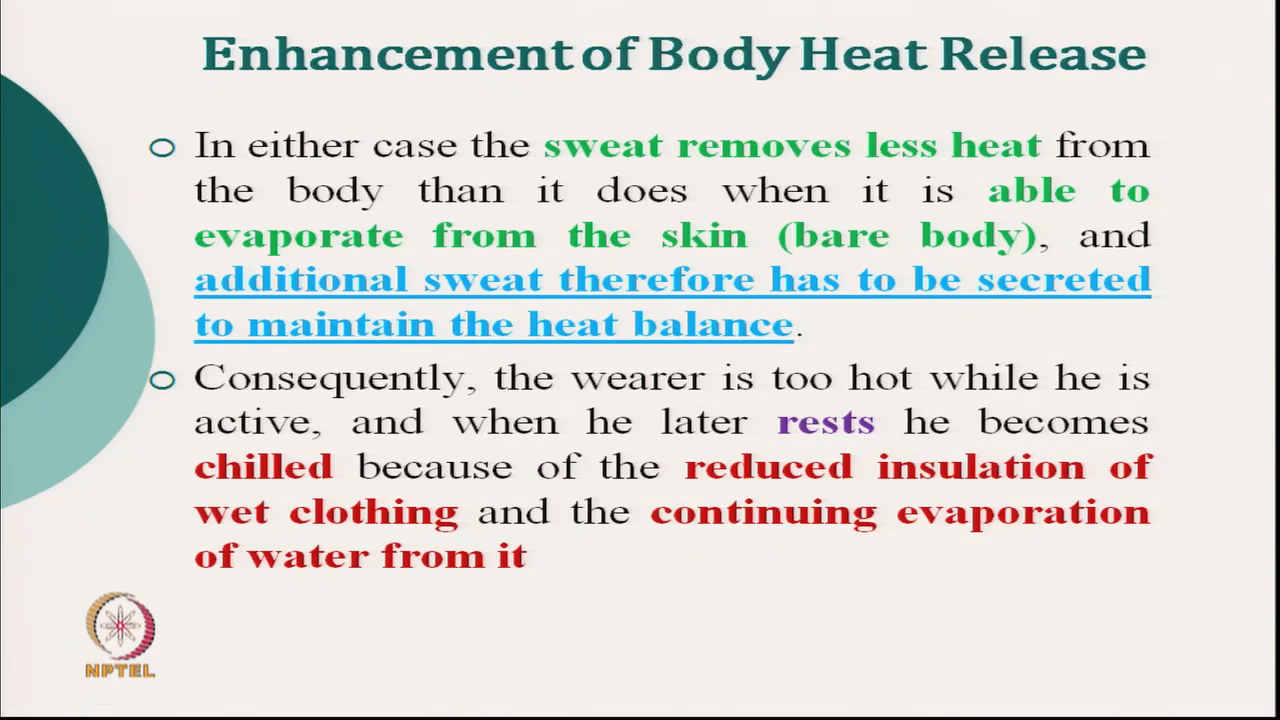 Enhancement of Body Heat Release
In either case the sweat removes less heat from
the body than it does when it is able to
evaporate from the skin (bare body), and
additional sweat therefore has to be secreted
to maintain the heat balance.
Consequently, the wearer is too hot while he is
active, and when he later rests he becomes
chilled because of the reduced insulation of
wet clothing and the continuing evaporation
of water from it
NPTEL